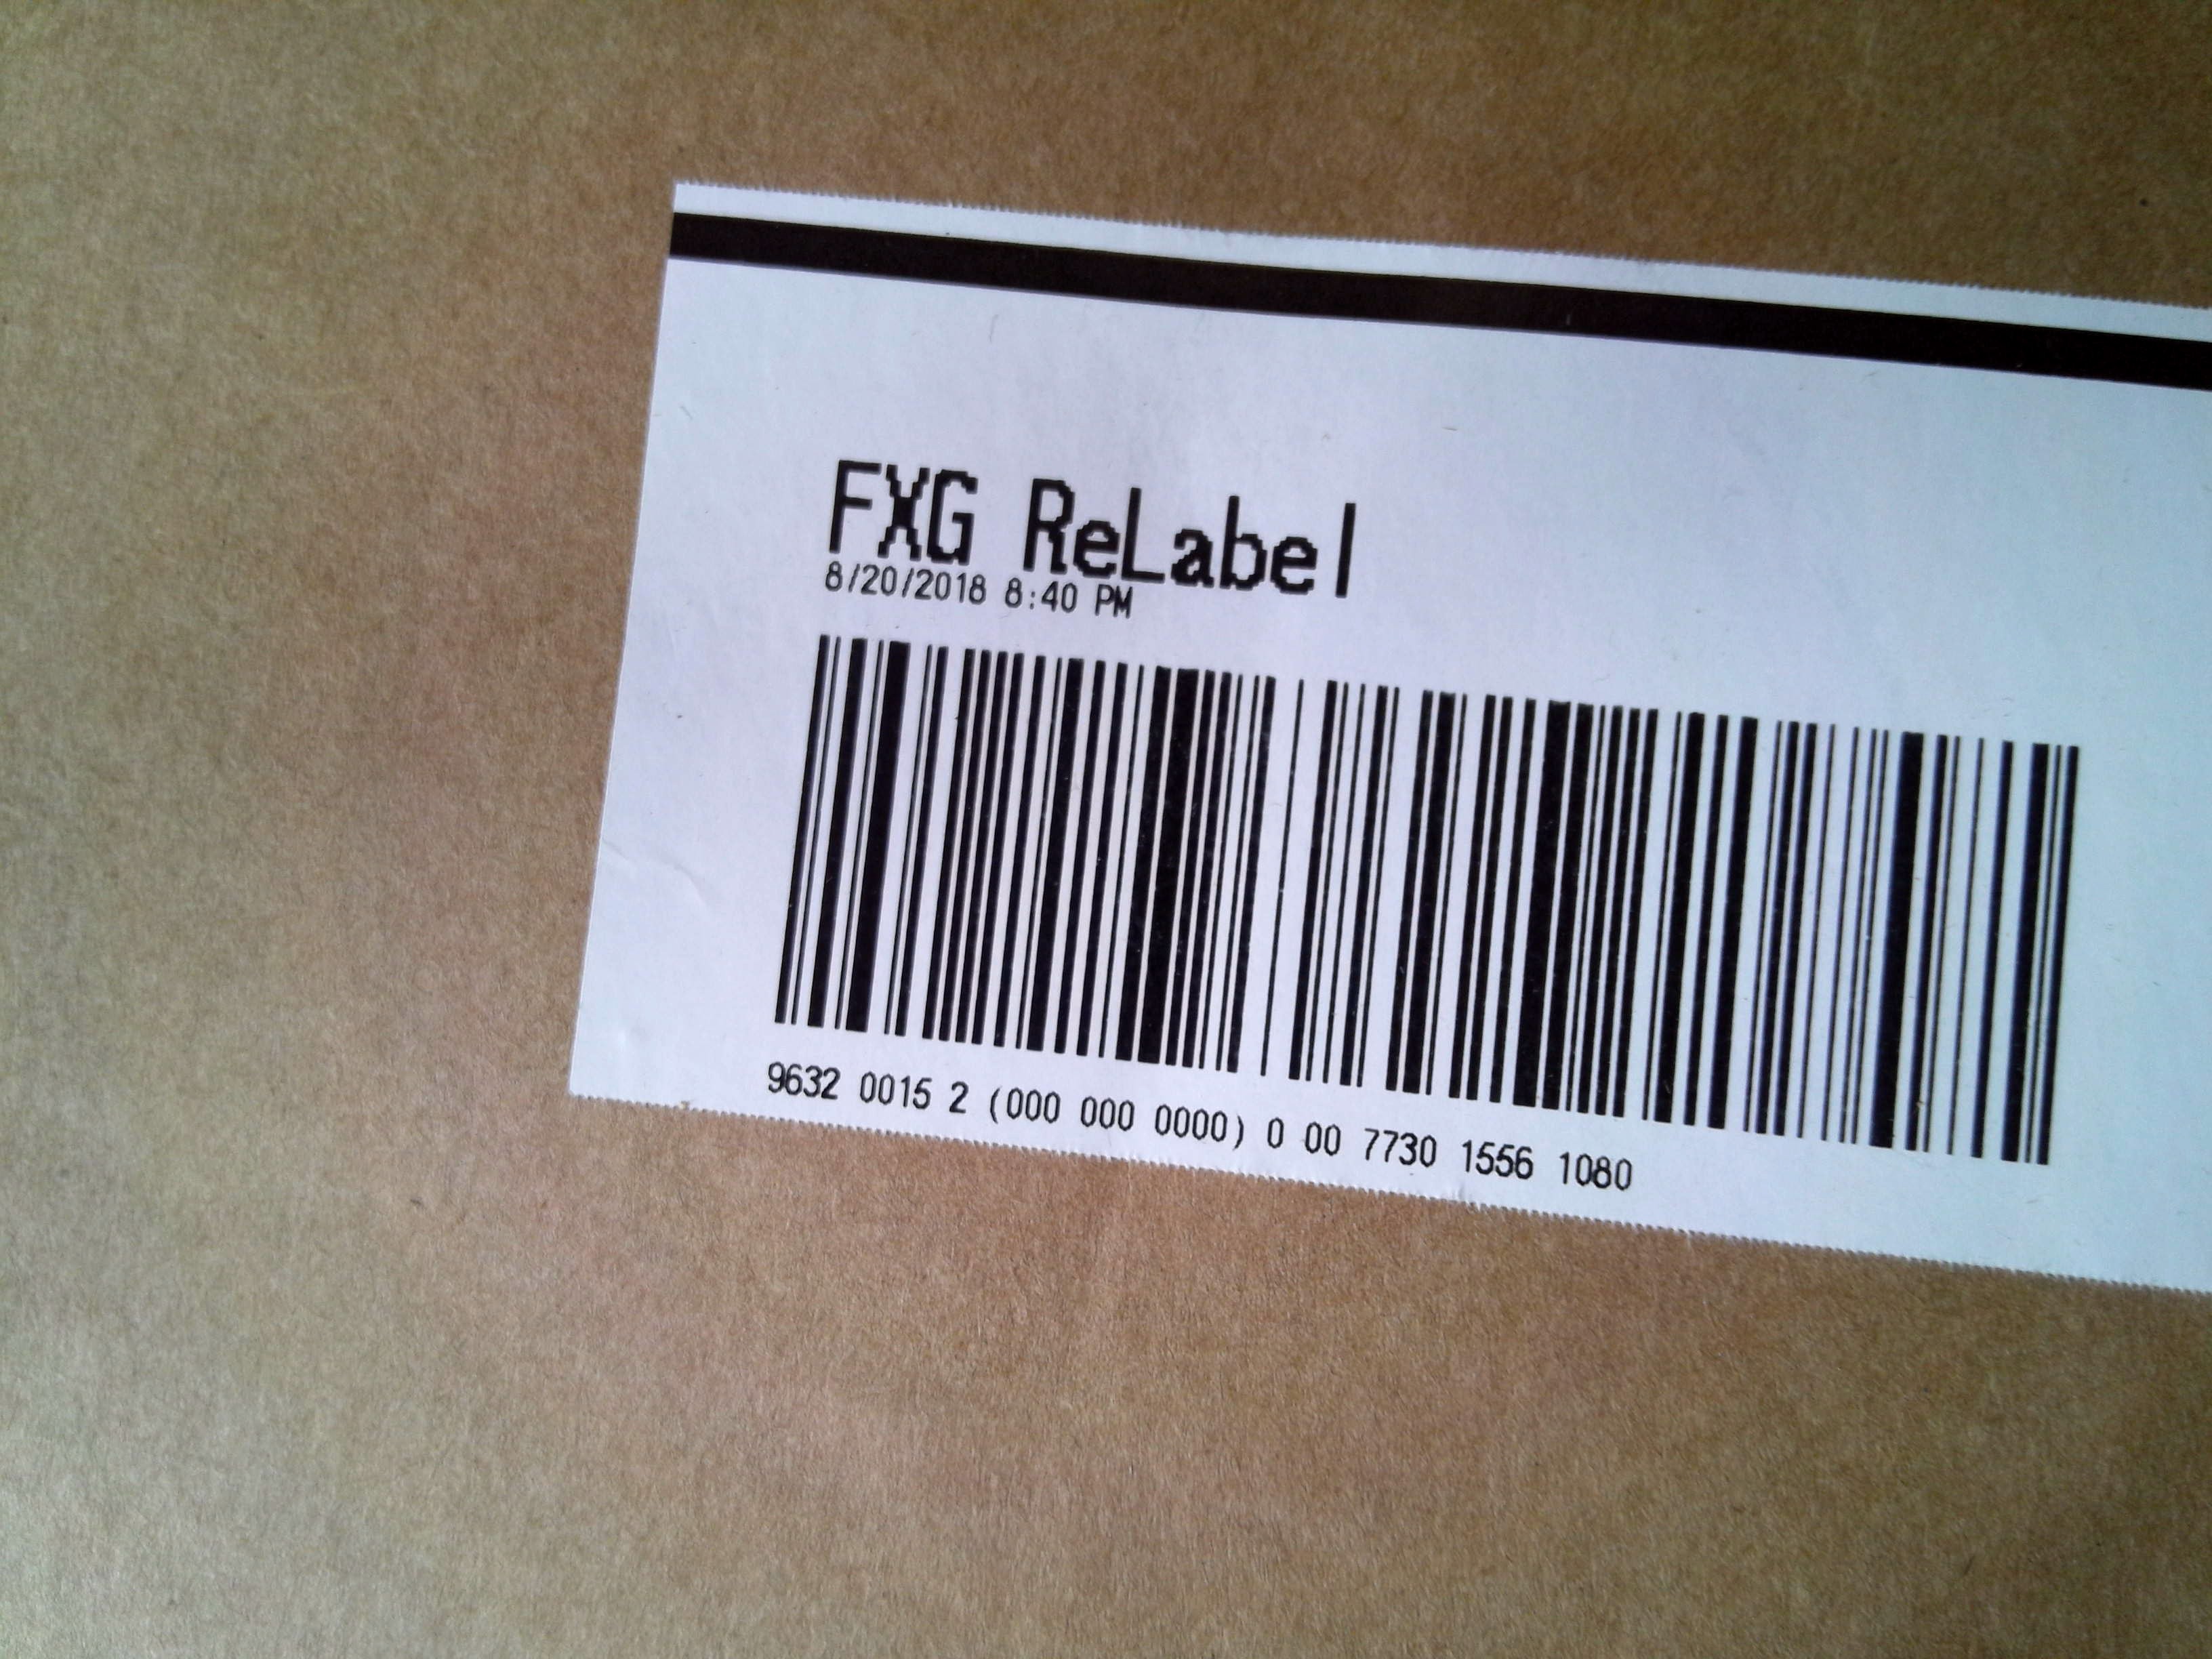 FXG ReLabel
8/20/2018 8:40 PM
9632 0015 2 (000 000 0000) 0 00 7730 1556 1080